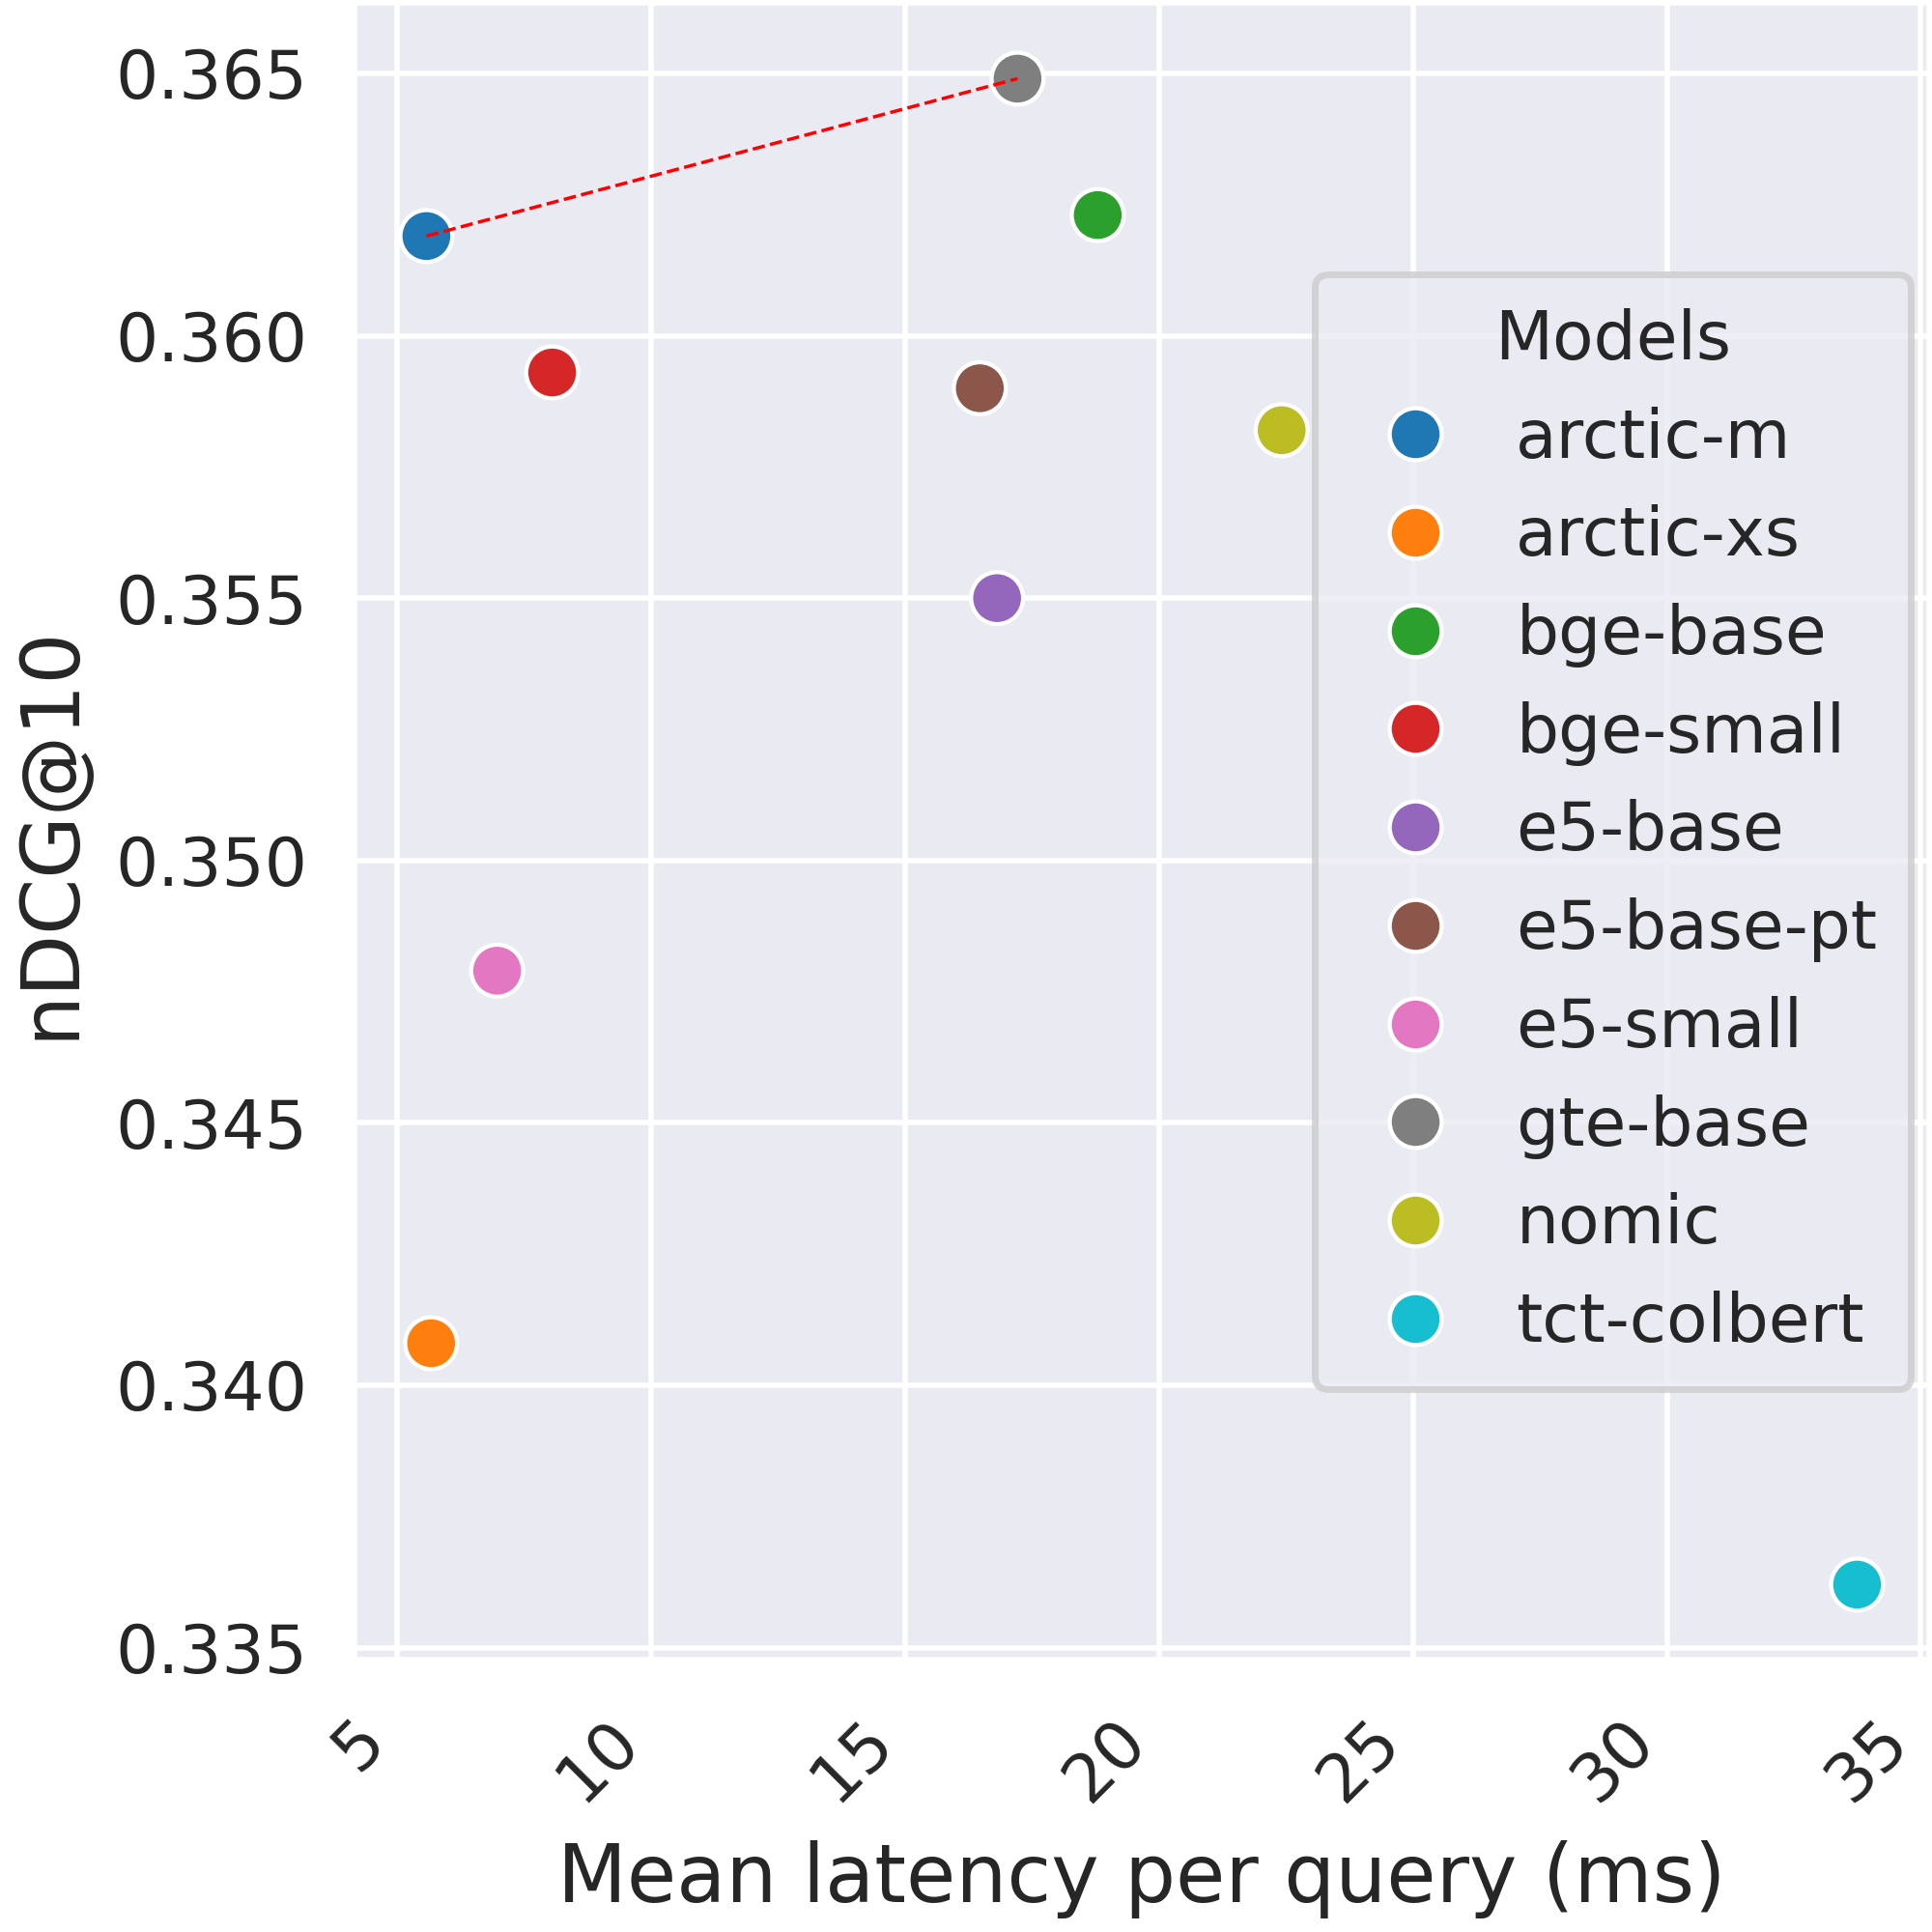 0.365
0.360
0.355
0.350
0.345
0.340
0.335
nDCG@10
Models
arctic-m
arctic-xs
bge-base
bge-small
e5-base
e5-base-pt
e5-small
gte-base
nomic
tct-colbert
5
10
15
20
25
30
35
Mean latency per query (ms)